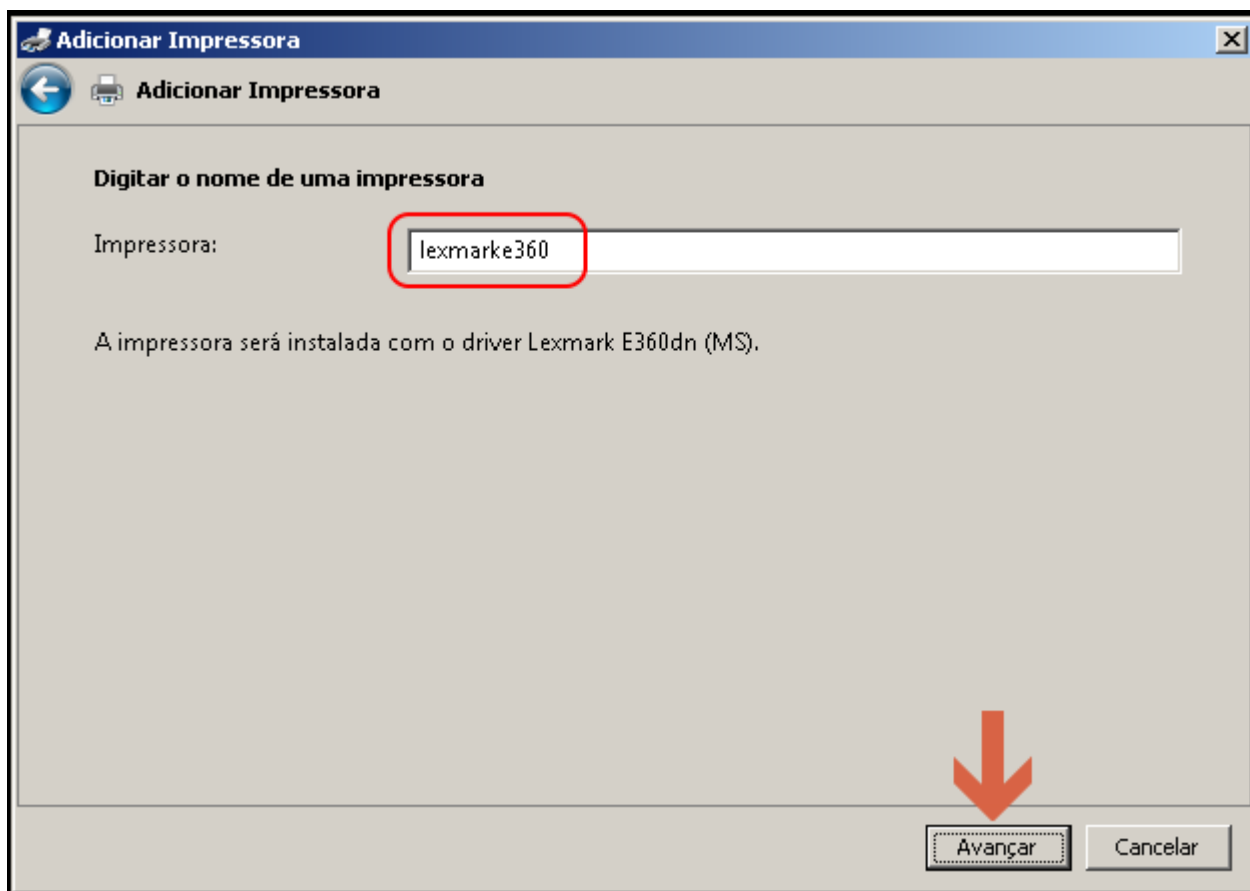 Adicionar Impressora
Adicionar Impressora
Digitar o nome de uma impressora
Impressora: lexmarke360
A impressora será instalada com o driver Lexmark E360dn (MS).
Avançar Cancelar